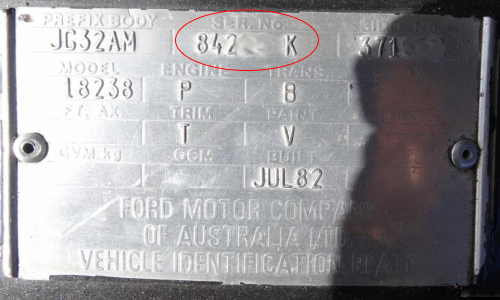 PREFIX BODY SER. No.
JG32AM 842 K 371
MODEL ENGINE TRANS.
18238 P B
FT. AX. TRIM PAINT
T V
GVM kg GCM BUILT
JUL82
FORD MOTOR COMPANY
OF AUSTRALIA LTD.
VEHICLE IDENTIFICATION PLATE